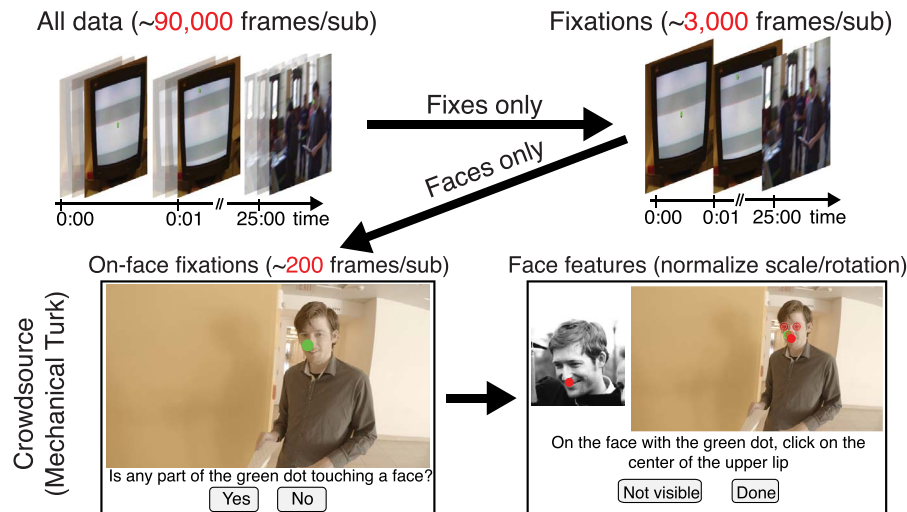 All data (~90,000 frames/sub)
Fixations (~3,000 frames/sub)
Fixes only
Faces only
0:00
0:01
//
25:00
time
0:00
0:01
//
25:00
time
On-face fixations (~200 frames/sub)
Face features (normalize scale/rotation)
Crowdsource
(Mechanical Turk)
Is any part of the green dot touching a face?
Yes
No
On the face with the green dot, click on the
center of the upper lip
Not visible
Done